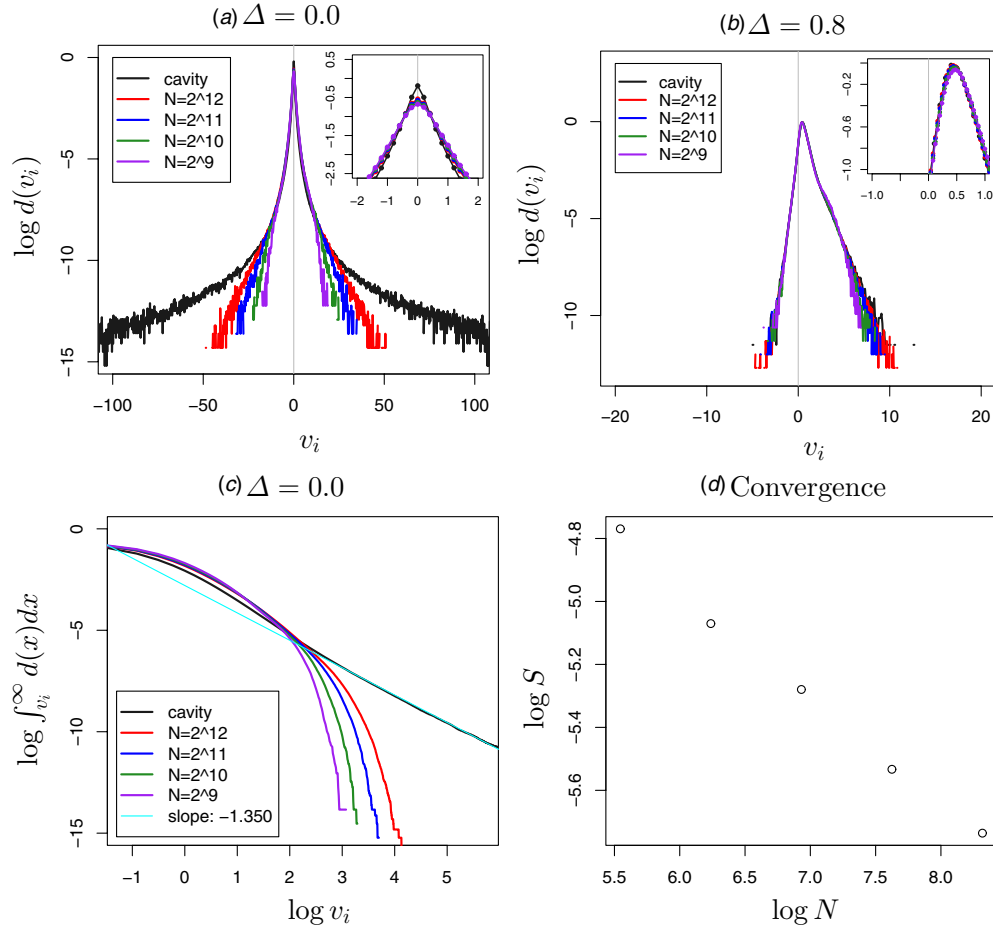 (a) Δ = 0.0
log d(v_i)
0
−5
−10
−15
cavity
N=2^12
N=2^11
N=2^10
N=2^9
0.5
−0.5
−1.5
−2.5
−2 −1 0 1 2
−100 −50 0 50 100
v_i
(b) Δ = 0.8
log d(v_i)
0
−5
−10
cavity
N=2^12
N=2^11
N=2^10
N=2^9
−0.2
−0.6
−1.0
−1.0 0.0 0.5 1.0
−20 −10 0 10 20
v_i
(c) Δ = 0.0
log ∫_{v_i}^∞ d(x)dx
0
−5
−10
−15
cavity
N=2^12
N=2^11
N=2^10
N=2^9
slope: −1.350
−1 0 1 2 3 4 5
log v_i
(d) Convergence
log S
−4.8
−5.0
−5.2
−5.4
−5.6
5.5 6.0 6.5 7.0 7.5 8.0
log N